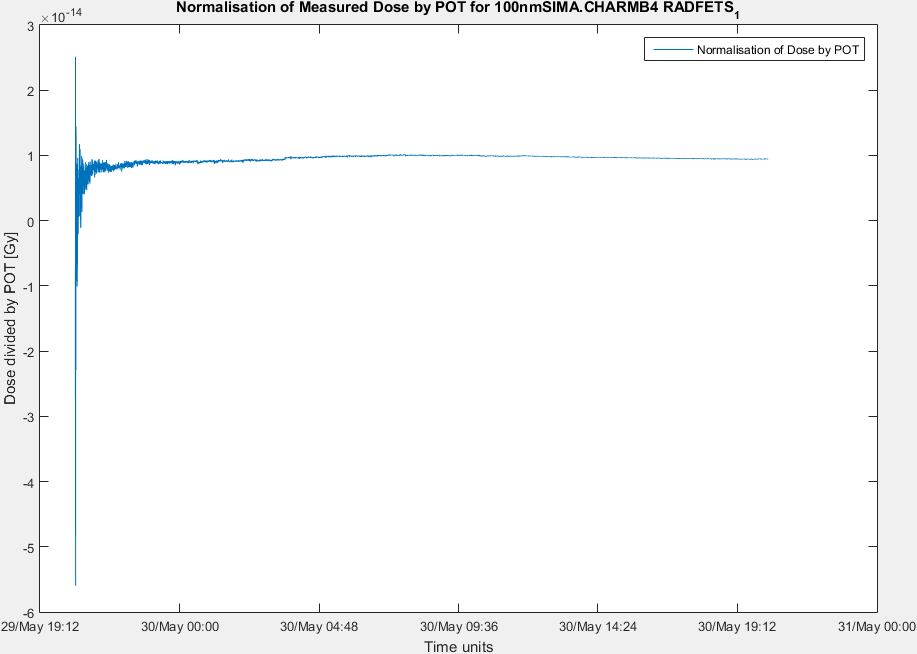 Normalisation of Measured Dose by POT for 100nmSIMA.CHARMB4 RADFETS1
×10-14
Normalisation of Dose by POT
3
2
1
0
-1
-2
-3
-4
-5
-6
Dose divided by POT [Gy]
29/May 19:12 30/May 00:00 30/May 04:48 30/May 09:36 30/May 14:24 30/May 19:12 31/May 00:00
Time units